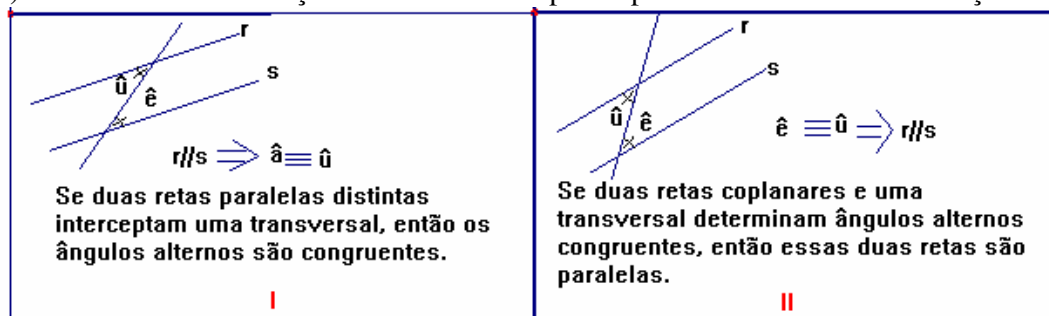 r
s
û
ê
r//s ⇒ â ≡ û
Se duas retas paralelas distintas
interceptam uma transversal, então os
ângulos alternos são congruentes.
I
r
s
û ê
ê ≡ û ⇒ r//s
Se duas retas coplanares e uma
transversal determinam ângulos alternos
congruentes, então essas duas retas são
paralelas.
II